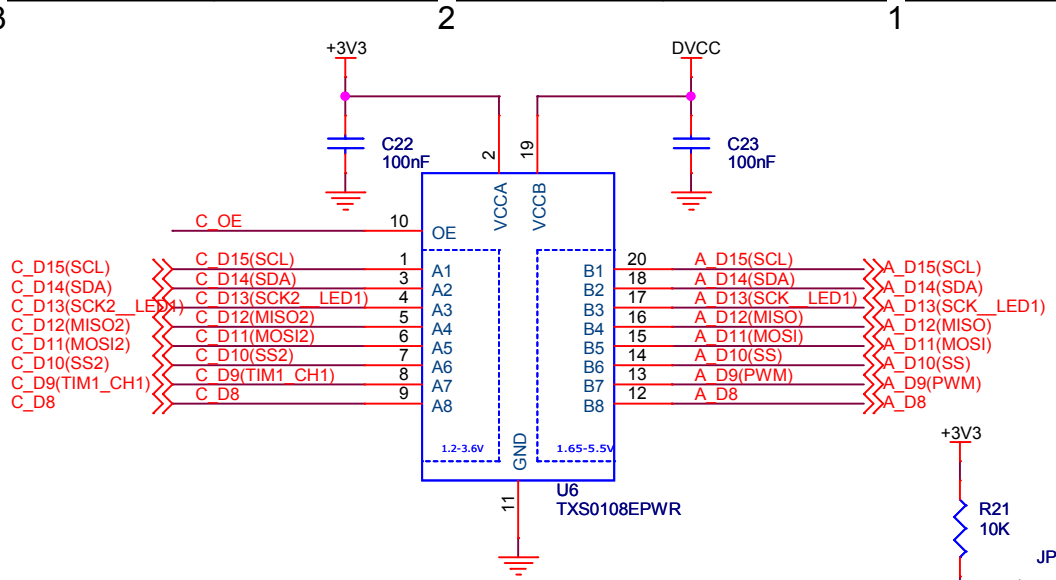 3
2
1
+3V3
DVCC
C22
100nF
C23
100nF
2
19
VCCA
VCCB
C_OE
10
OE
C_D15(SCL)
C_D15(SCL)
1
A1
B1
20
A_D15(SCL)
A_D15(SCL)
C_D14(SDA)
C_D14(SDA)
3
A2
B2
18
A_D14(SDA)
A_D14(SDA)
C_D13(SCK2__LED1)
C_D13(SCK2__LED1)
4
A3
B3
17
A_D13(SCK__LED1)
A_D13(SCK__LED1)
C_D12(MISO2)
C_D12(MISO2)
5
A4
B4
16
A_D12(MISO)
A_D12(MISO)
C_D11(MOSI2)
C_D11(MOSI2)
6
A5
B5
15
A_D11(MOSI)
A_D11(MOSI)
C_D10(SS2)
C_D10(SS2)
7
A6
B6
14
A_D10(SS)
A_D10(SS)
C_D9(TIM1_CH1)
C_D9(TIM1_CH1)
8
A7
B7
13
A_D9(PWM)
A_D9(PWM)
C_D8
C_D8
9
A8
B8
12
A_D8
A_D8
1.2-3.6V
GND
1.65-5.5V
11
U6
TXS0108EPWR
+3V3
R21
10K
JP